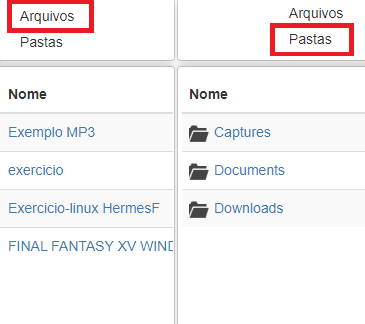 Arquivos
Pastas
Nome
Exemplo MP3
exercicio
Exercicio-linux HermesF
FINAL FANTASY XV WIND
Arquivos
Pastas
Nome
Captures
Documents
Downloads